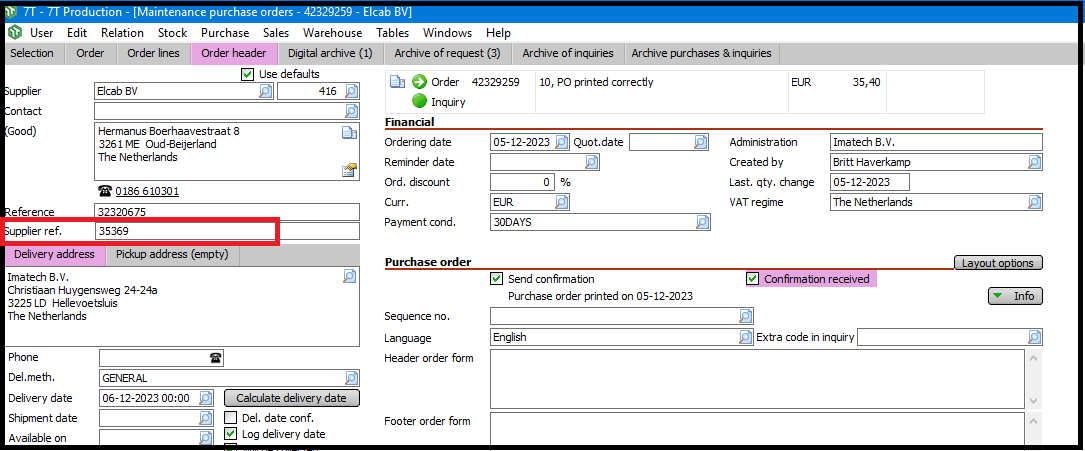 7T - 7T Production - [Maintenance purchase orders - 42329259 - Elcab BV]
User Edit Relation Stock Purchase Sales Warehouse Tables Windows Help
Selection Order Order lines Order header Digital archive (1) Archive of request (3) Archive of inquiries Archive purchases & inquiries
Use defaults
Supplier Elcab BV 416
Contact
(Good) Hermanus Boerhaavestraat 8
3261 ME Oud-Beijerland
The Netherlands
0186 610301
Reference 32320675
Supplier ref. 35369
Delivery address Pickup address (empty)
Imatech B.V.
Christiaan Huygensweg 24-24a
3225 LD Hellevoetsluis
The Netherlands
Phone
Del.meth. GENERAL
Delivery date 06-12-2023 00:00 Calculate delivery date
Shipment date Del. date conf.
Available on Log delivery date
Order 42329259 10, PO printed correctly EUR 35,40
Inquiry
Financial
Ordering date 05-12-2023 Quot.date Administration Imatech B.V.
Reminder date Created by Britt Haverkamp
Ord. discount 0 % Last. qty. change 05-12-2023
Curr. EUR VAT regime The Netherlands
Payment cond. 30DAYS
Purchase order Layout options
Send confirmation Confirmation received
Purchase order printed on 05-12-2023 Info
Sequence no.
Language English Extra code in inquiry
Header order form
Footer order form